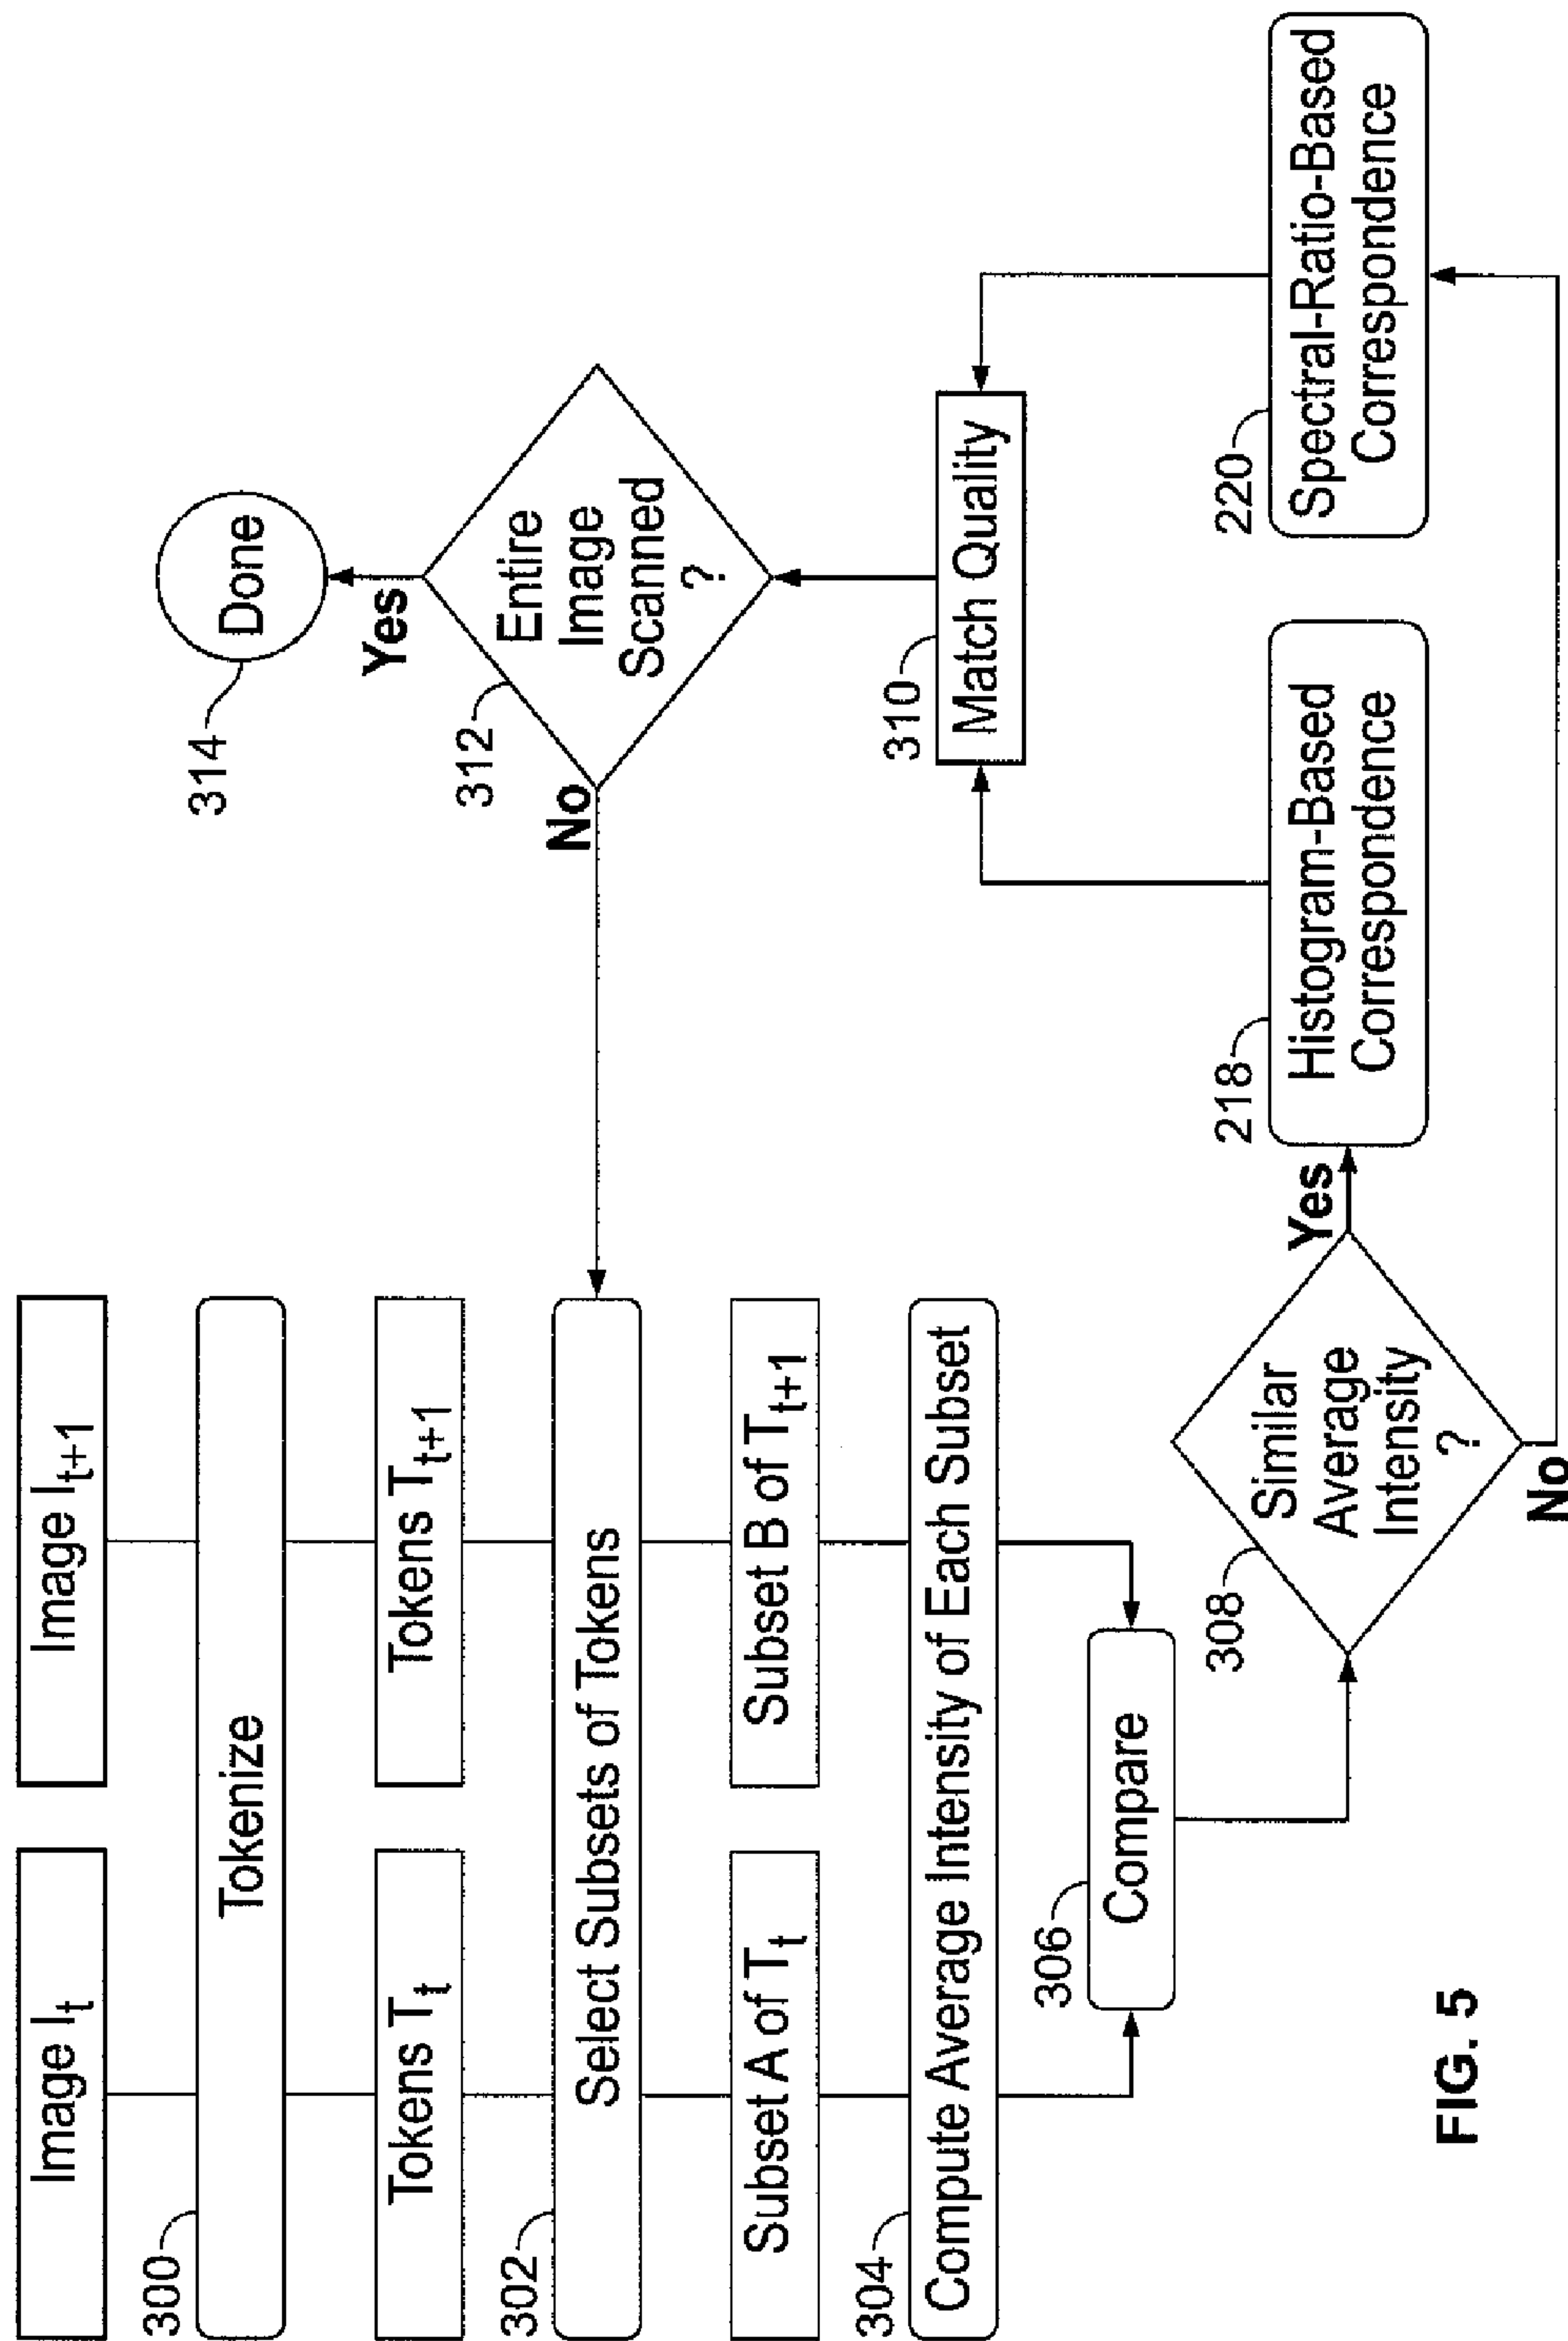 Image I_t
Image I_t+1
300
Tokenize
Tokens T_t
Tokens T_t+1
302
Select Subsets of Tokens
Subset A of T_t
Subset B of T_t+1
304
Compute Average Intensity of Each Subset
306
Compare
308
Similar
Average
Intensity
?
Yes
No
218
Histogram-Based
Correspondence
220
Spectral-Ratio-Based
Correspondence
310
Match Quality
312
Entire
Image
Scanned
?
No
Yes
314
Done
FIG. 5